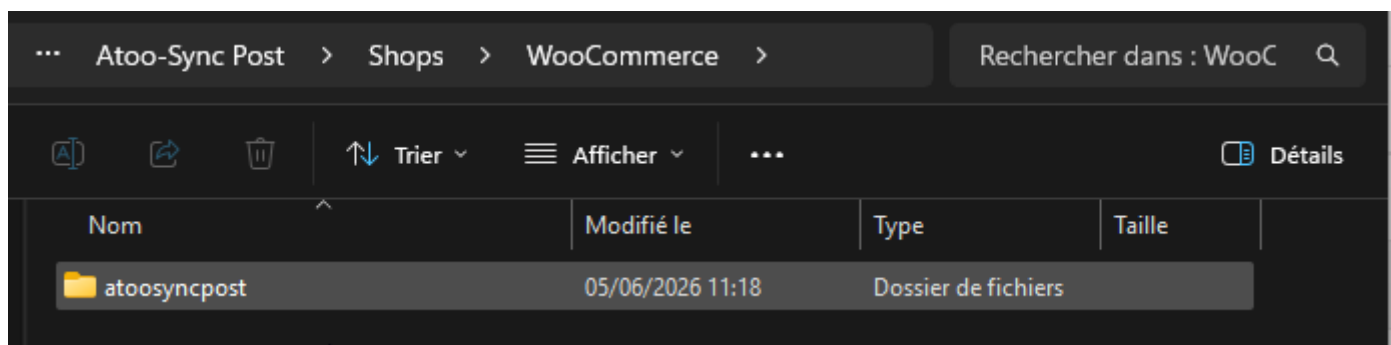 ... Atoo-Sync Post > Shops > WooCommerce > Rechercher dans : WooC
Trier Afficher ... Détails
Nom Modifié le Type Taille
atoosyncpost 05/06/2026 11:18 Dossier de fichiers